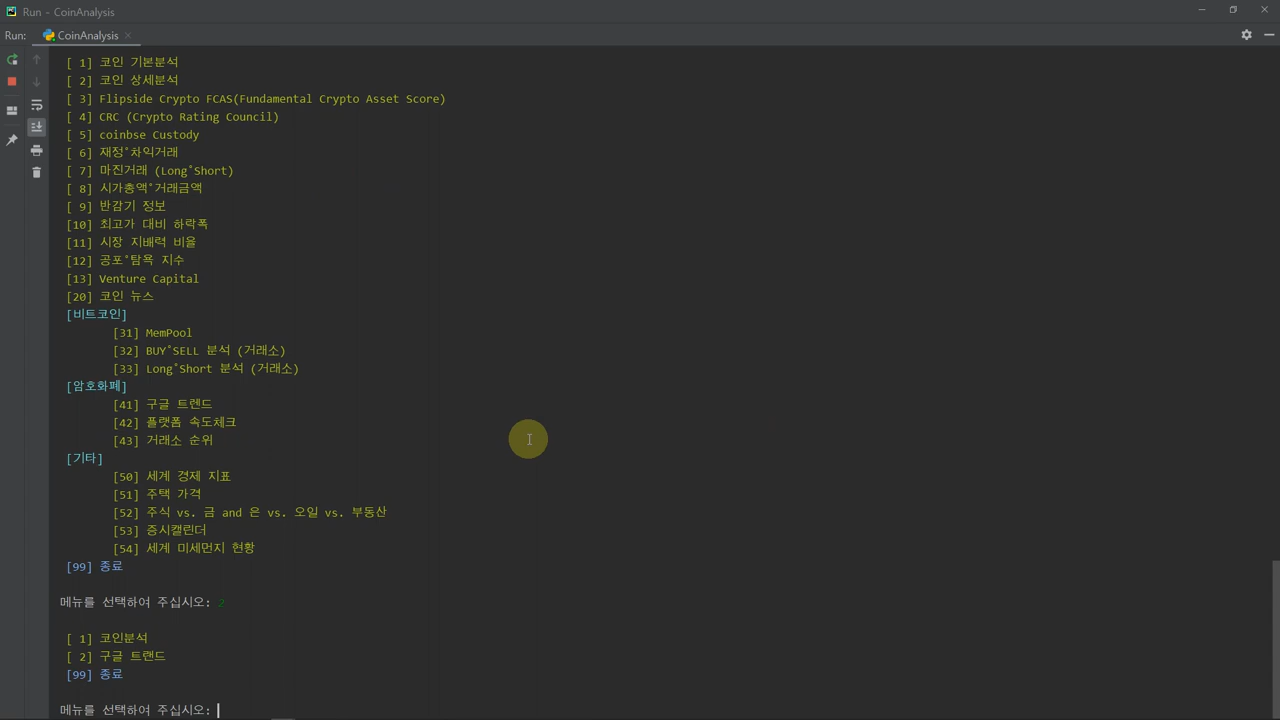 Run - CoinAnalysis
Run: CoinAnalysis
[ 1] 코인 기본분석
[ 2] 코인 상세분석
[ 3] Flipside Crypto FCAS(Fundamental Crypto Asset Score)
[ 4] CRC (Crypto Rating Council)
[ 5] coinbse Custody
[ 6] 재정°차익거래
[ 7] 마진거래 (Long°Short)
[ 8] 시가총액°거래금액
[ 9] 반감기 정보
[10] 최고가 대비 하락폭
[11] 시장 지배력 비율
[12] 공포°탐욕 지수
[13] Venture Capital
[20] 코인 뉴스
[비트코인]
[31] MemPool
[32] BUY°SELL 분석 (거래소)
[33] Long°Short 분석 (거래소)
[암호화폐]
[41] 구글 트렌드
[42] 플랫폼 속도체크
[43] 거래소 순위
[기타]
[50] 세계 경제 지표
[51] 주택 가격
[52] 주식 vs. 금 and 은 vs. 오일 vs. 부동산
[53] 증시캘린더
[54] 세계 미세먼지 현황
[99] 종료
메뉴를 선택하여 주십시오: 2
[ 1] 코인분석
[ 2] 구글 트랜드
[99] 종료
메뉴를 선택하여 주십시오: